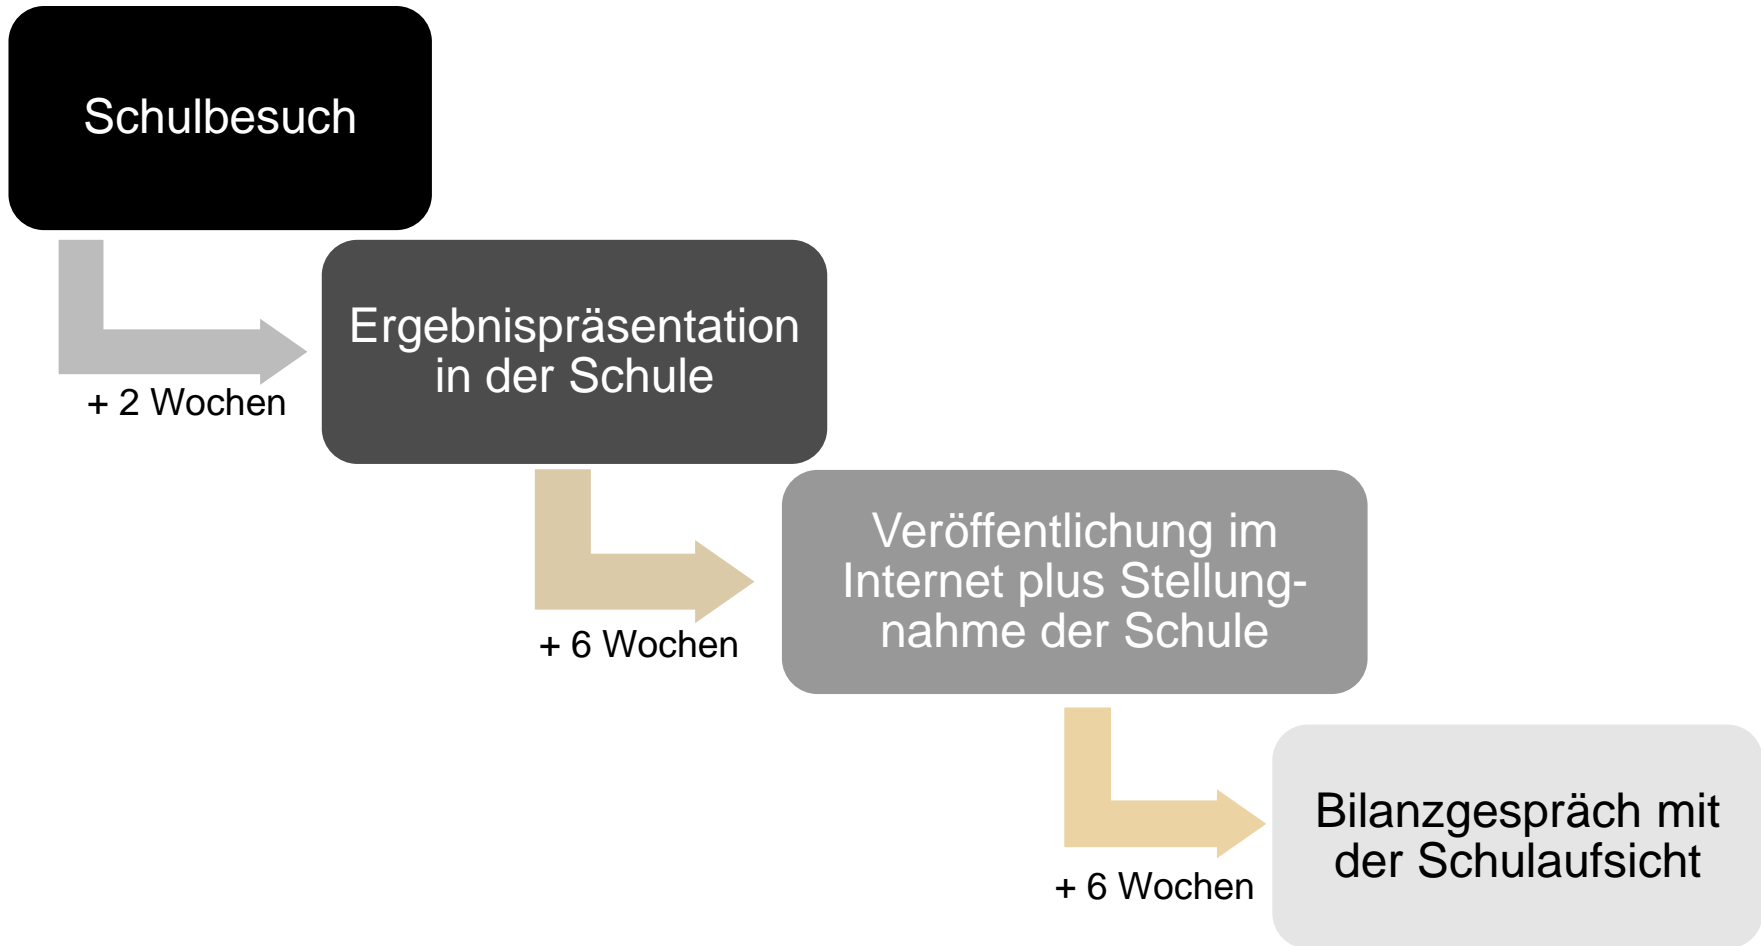 Schulbesuch
Ergebnispräsentation
in der Schule
+ 2 Wochen
Veröffentlichung im
Internet plus Stellung-
nahme der Schule
+ 6 Wochen
Bilanzgespräch mit
der Schulaufsicht
+ 6 Wochen